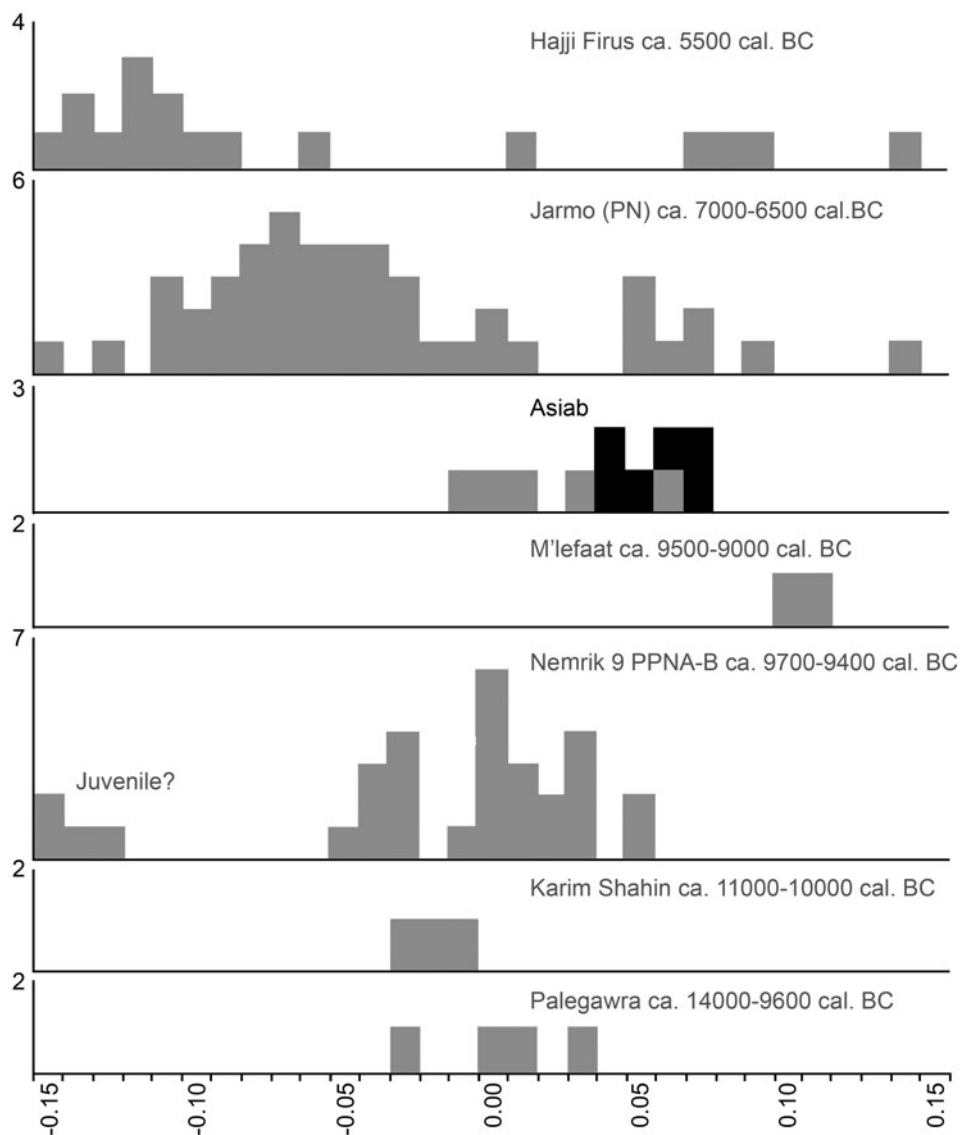 4
Hajji Firus ca. 5500 cal. BC
6
Jarmo (PN) ca. 7000-6500 cal.BC
3
Asiab
2
M'lefaat ca. 9500-9000 cal. BC
7
Nemrik 9 PPNA-B ca. 9700-9400 cal. BC
Juvenile?
2
Karim Shahin ca. 11000-10000 cal. BC
2
Palegawra ca. 14000-9600 cal. BC
-0.15
-0.10
-0.05
0.00
0.05
0.10
0.15